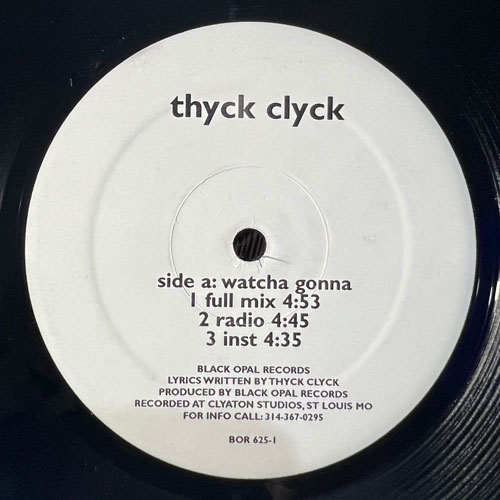 thyck clyck
side a: watcha gonna
1 full mix 4:53
2 radio 4:45
3 inst 4:35
BLACK OPAL RECORDS
LYRICS WRITTEN BY THYCK CLYCK
PRODUCED BY BLACK OPAL RECORDS
RECORDED AT CLYATON STUDIOS, ST LOUIS MO
FOR INFO CALL: 314-367-0295
BOR 625-1